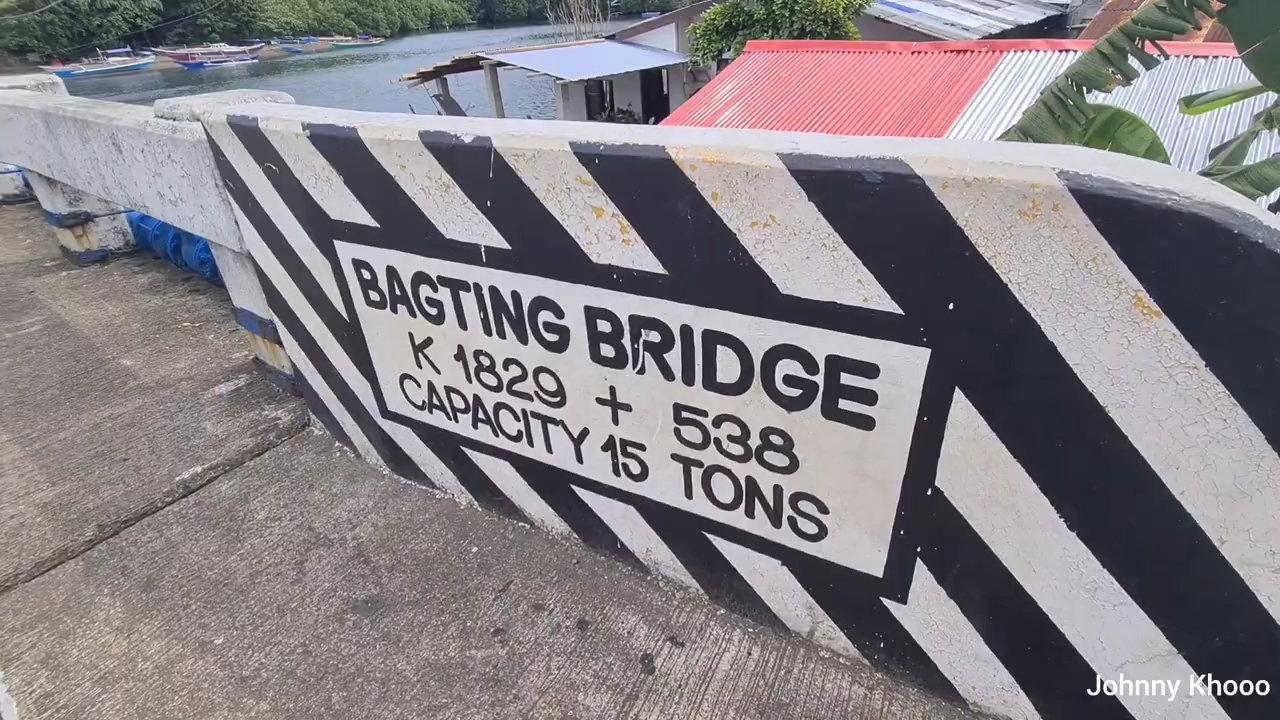 BAGTING BRIDGE
K 1829 + 538
CAPACITY 15 TONS
Johnny Khooo